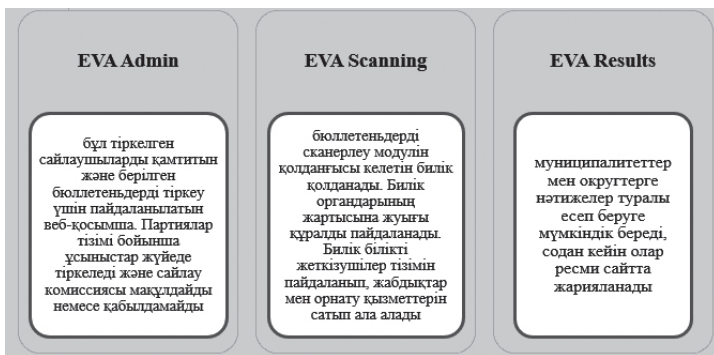 EVA Admin
бұл тіркелген
сайлаушыларды қамтитын
және берілген
бюллетеньдерді тіркеу
үшін пайдаланылатын
веб-қосымша. Партиялар
тізімі бойынша
ұсыныстар жүйеде
тіркеледі және сайлау
комиссиясы мақұлдайды
немесе қабылдамайды
EVA Scanning
бюллетеньдерді
сканерлеу модулін
қолданғысы келетін билік
қолданады. Билік
органдарының
жартысына жуығы
құралды пайдаланады.
Билік білікті
жеткізушілер тізімін
пайдаланып, жабдықтар
мен орнату қызметтерін
сатып ала алады
EVA Results
муниципалитеттер
мен округтерге
нәтижелер туралы
есеп беруге
мүмкіндік береді,
содан кейін олар
ресми сайтта
жарияланады